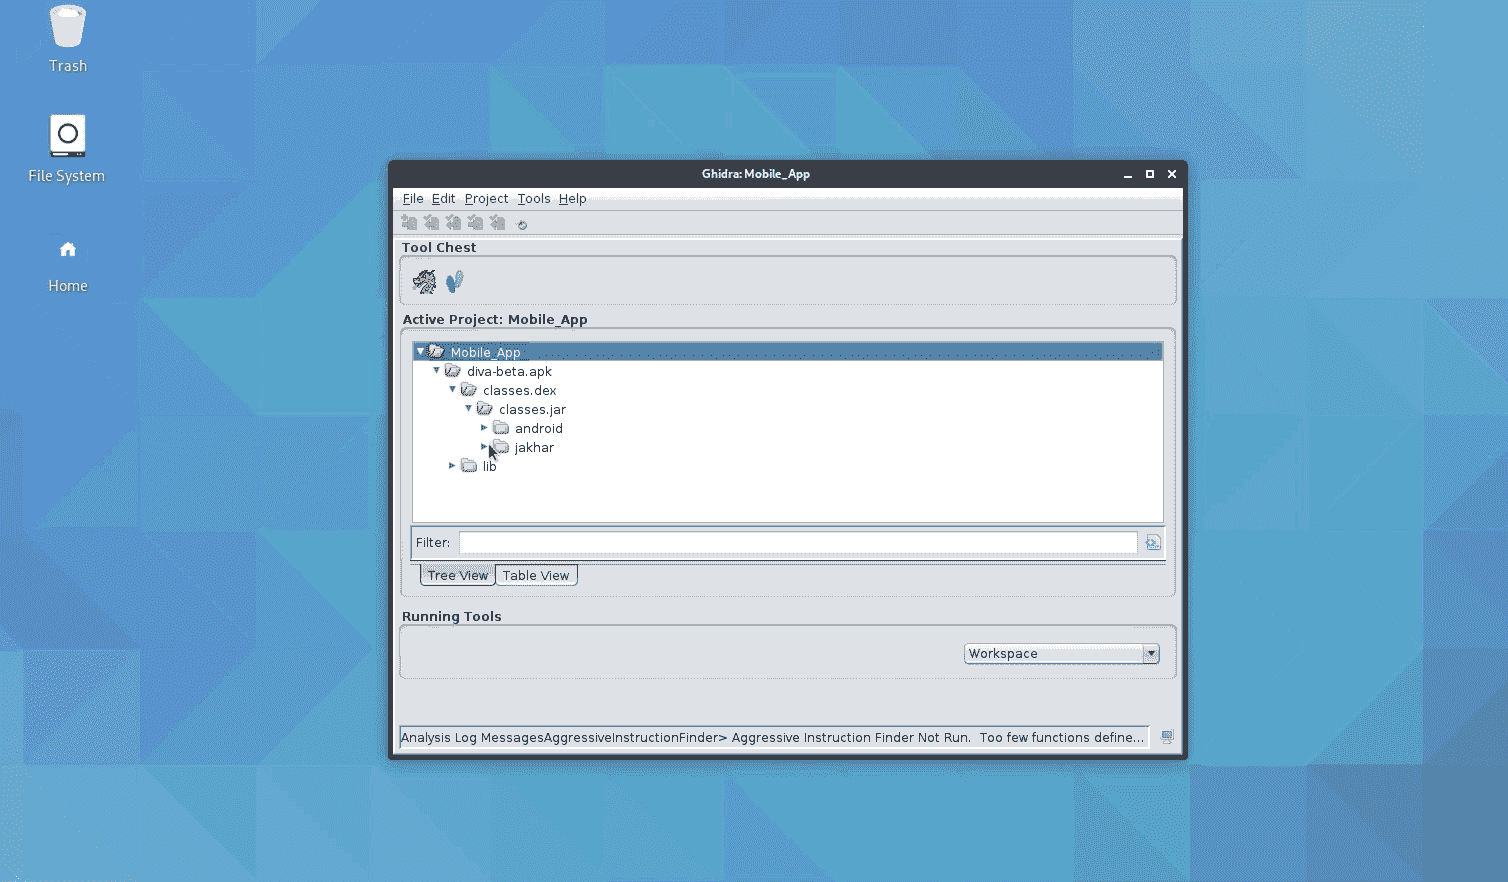 Trash
File System
Home
Ghidra: Mobile_App
File Edit Project Tools Help
Tool Chest
Active Project: Mobile_App
Mobile_App
diva-beta.apk
classes.dex
classes.jar
android
jakhar
lib
Filter:
Tree View Table View
Running Tools
Workspace
Analysis Log MessagesAggressiveInstructionFinder> Aggressive Instruction Finder Not Run. Too few functions define...